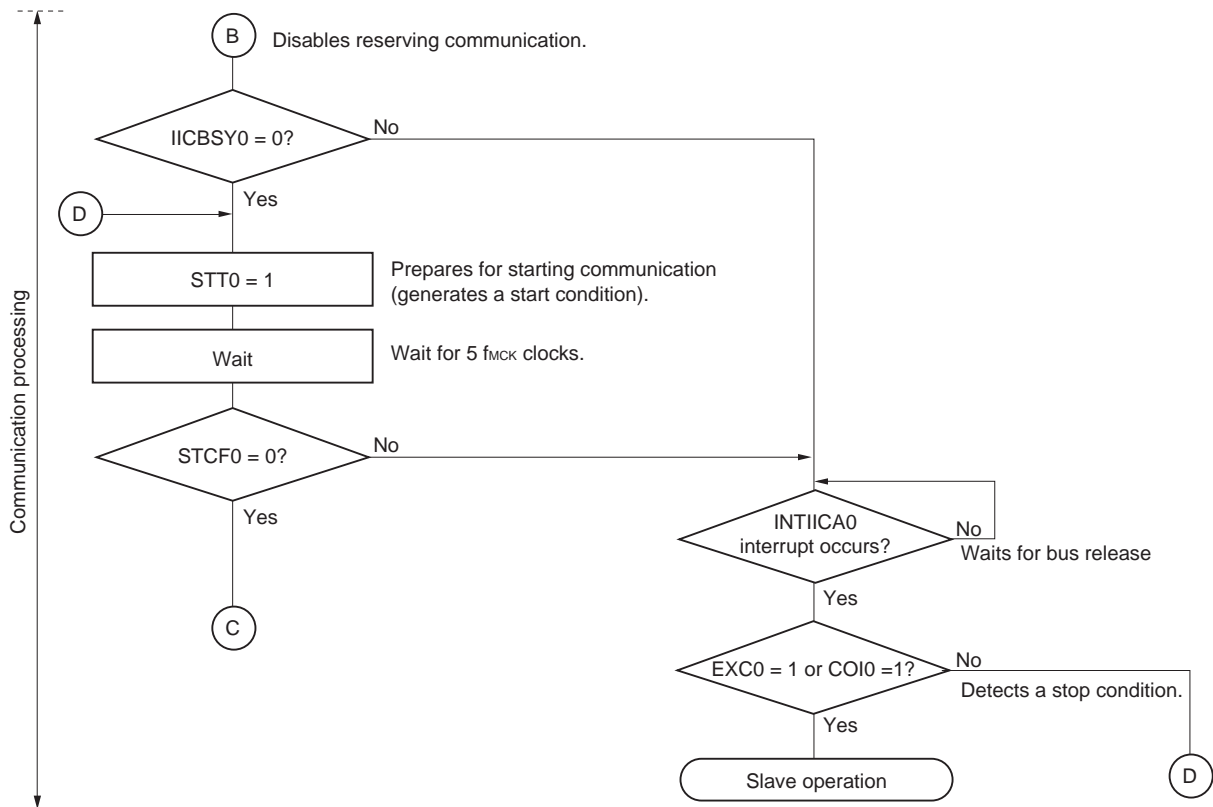 B Disables reserving communication.
IICBSY0 = 0?
No
Yes
D
STT0 = 1
Prepares for starting communication
(generates a start condition).
Wait
Wait for 5 fMCK clocks.
STCF0 = 0?
No
Yes
C
INTIICA0
interrupt occurs?
No
Waits for bus release
Yes
EXC0 = 1 or COI0 =1?
No
Detects a stop condition.
Yes
Slave operation
D
Communication processing